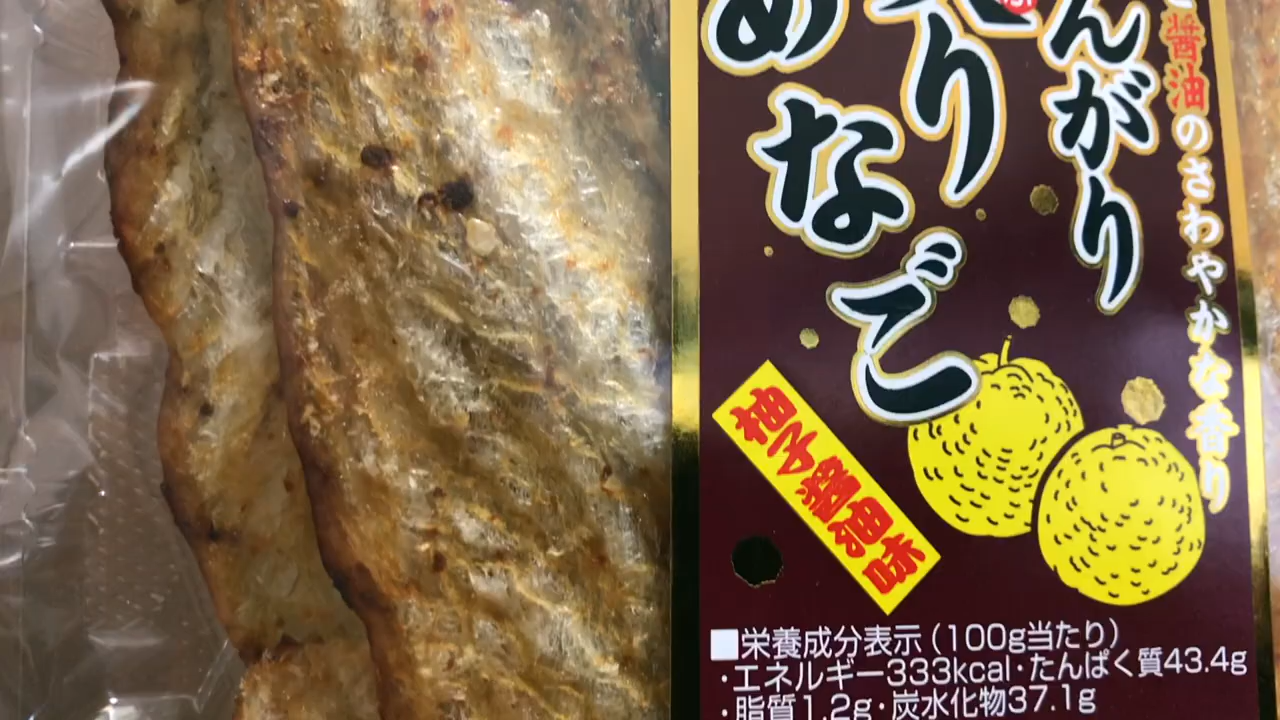 醤油のさわやかな香り
んがり
りなご
めなご
柚子醤油味
■栄養成分表示（100g当たり）
・エネルギー333kcal・たんぱく質43.4g
・脂質1.2g・炭水化物37.1g